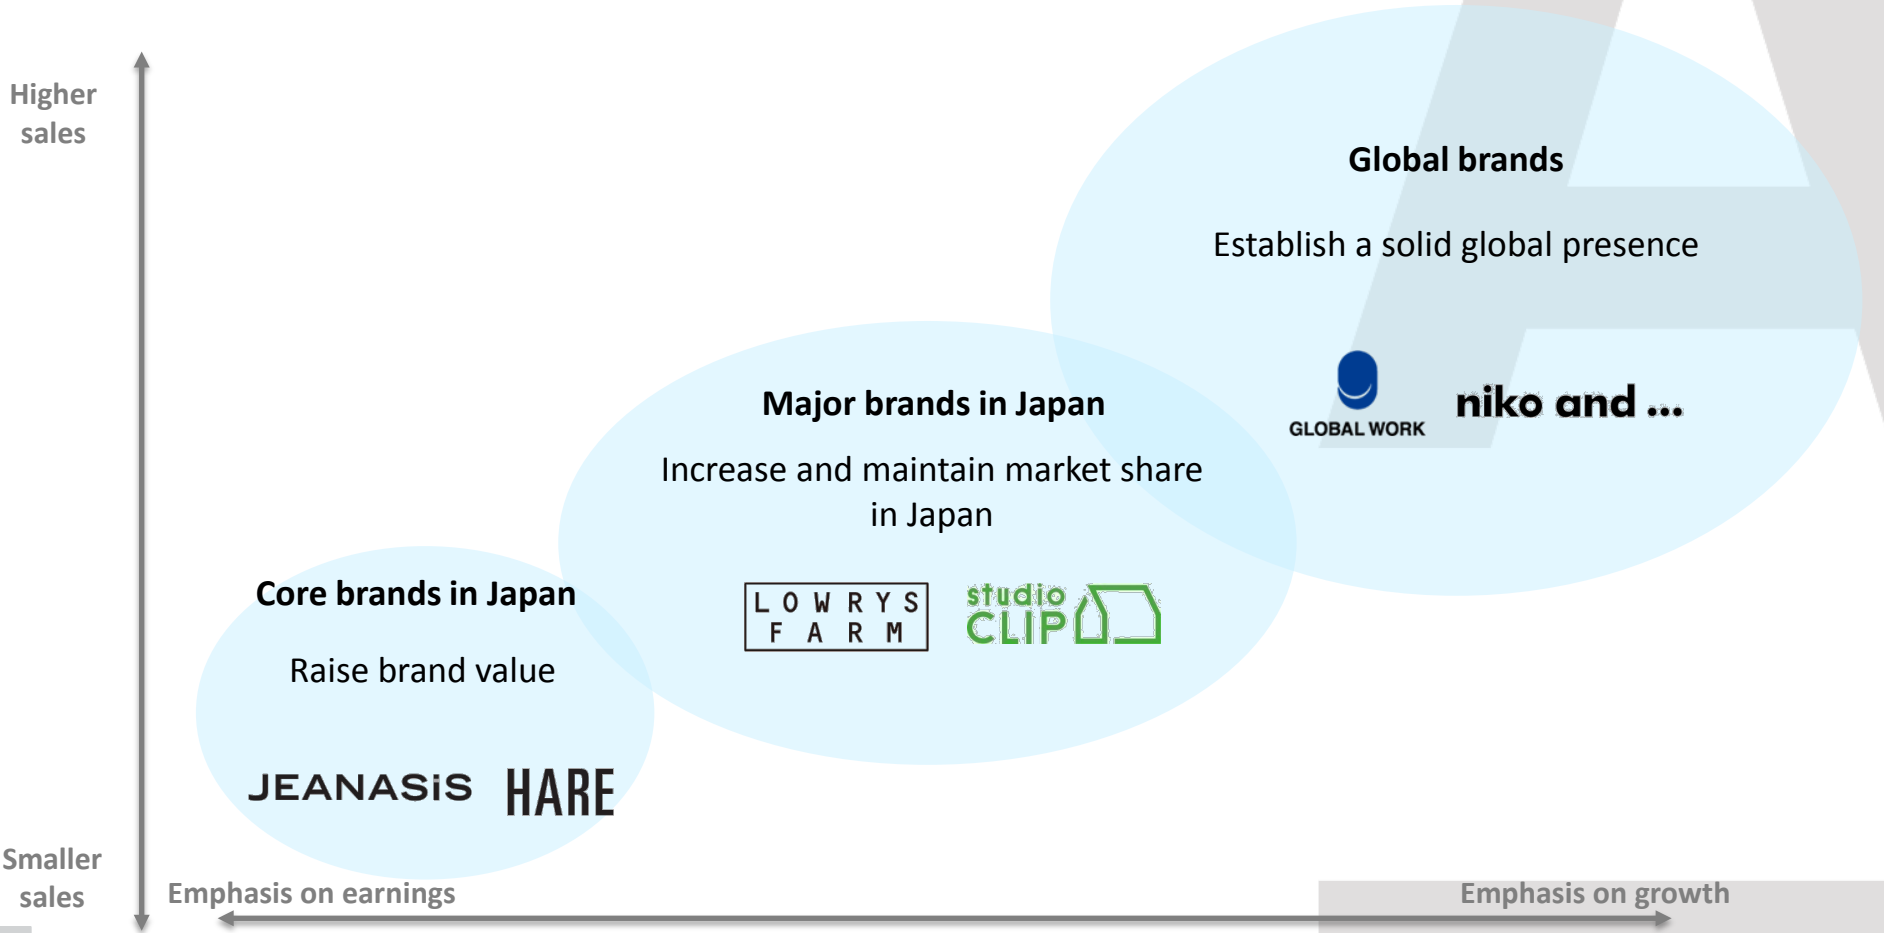 Higher
sales
Global brands
Establish a solid global presence
GLOBAL WORK
niko and ...
Major brands in Japan
Increase and maintain market share
in Japan
LOWRYS
FARM
studio
CLIP
Core brands in Japan
Raise brand value
JEANASiS
HARE
Smaller
sales
Emphasis on earnings
Emphasis on growth